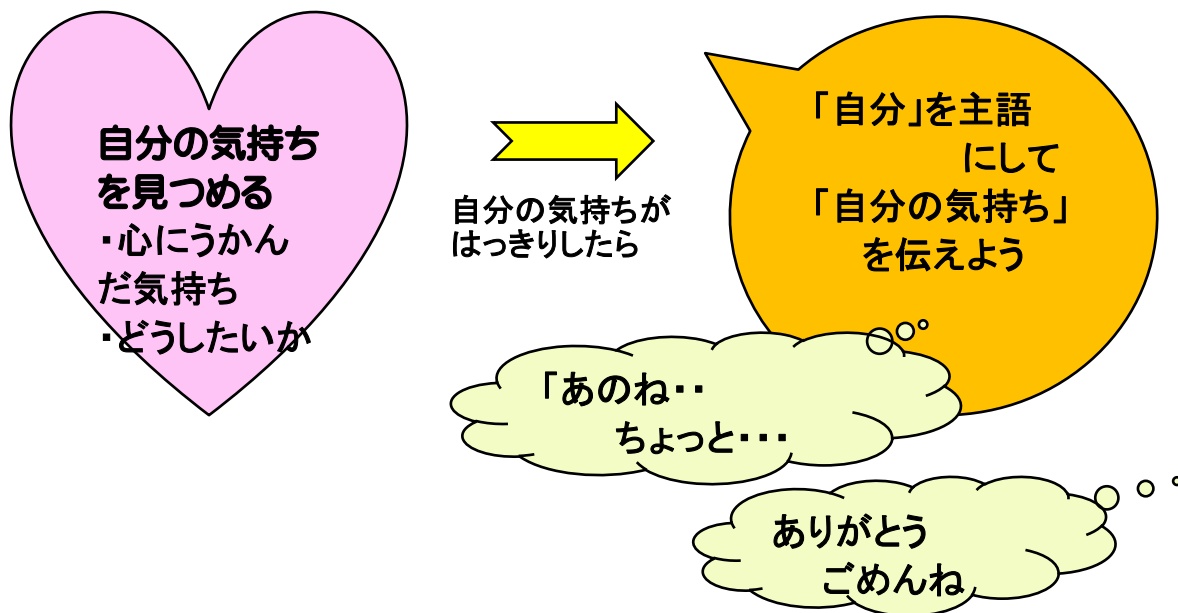 自分の気持ち
を見つめる
・心にうかん
だ気持ち
・どうしたいか
自分の気持ちが
はっきりしたら
「自分」を主語
にして
「自分の気持ち」
を伝えよう
「あのね・・
ちょっと・・・
ありがとう
ごめんね